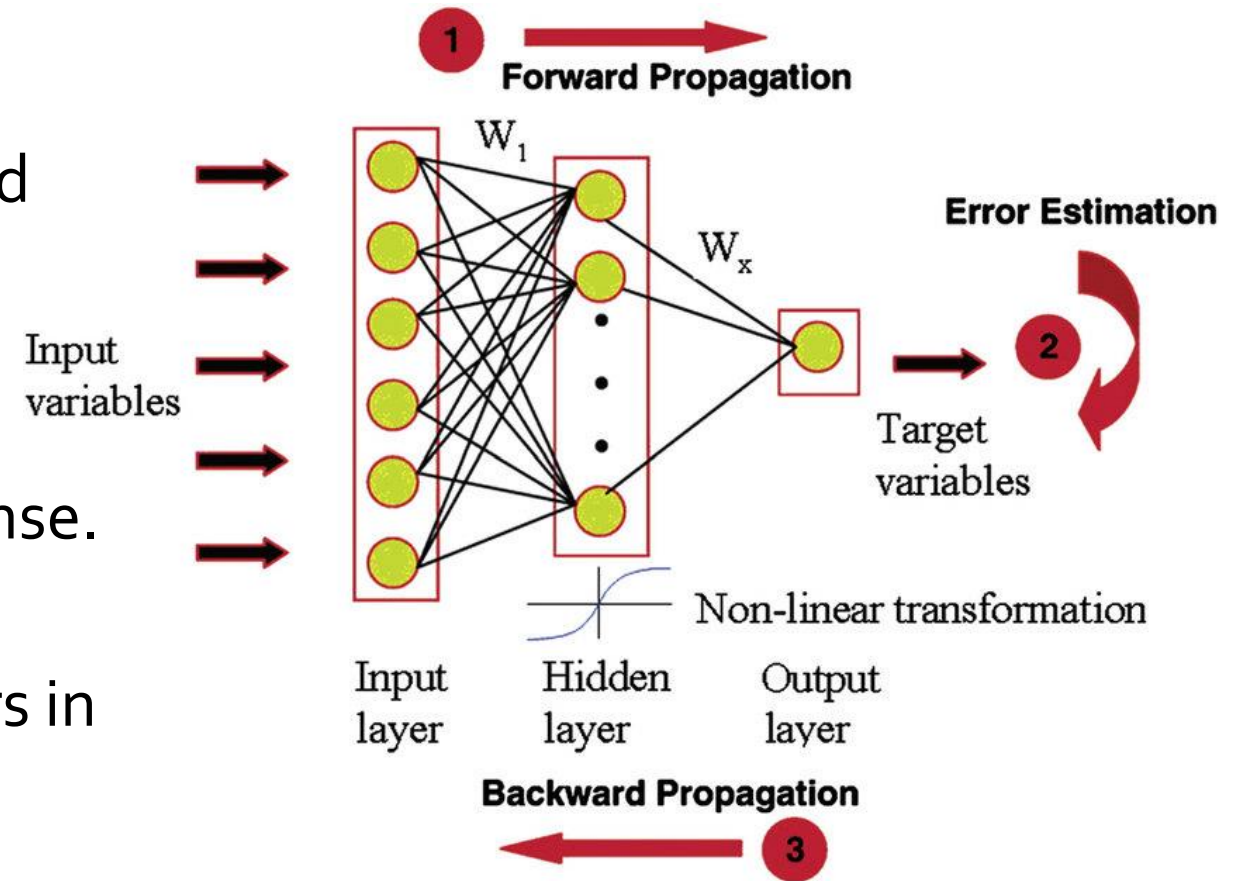 1
Forward Propagation
W1
d
Error Estimation
Wx
Input
variables
2
Target
variables
nse.
Non-linear transformation
Input
layer
Hidden
layer
Output
layer
rs in
Backward Propagation
3